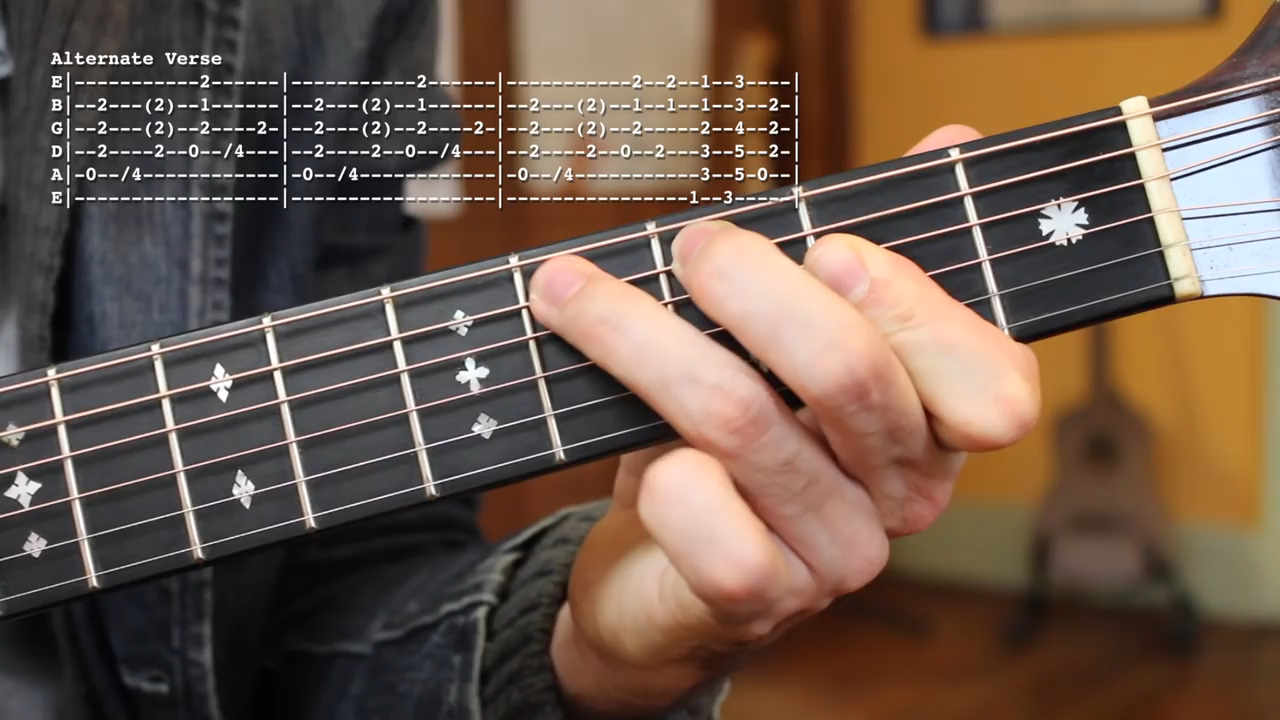 Alternate Verse
E|-----------2------|-----------2------|-----------2--2--1--3----|
B|--2---(2)--1------|--2---(2)--1------|--2---(2)--1--1--1--3--2-|
G|--2---(2)--2----2-|--2---(2)--2----2-|--2---(2)--2-----2--4--2-|
D|--2----2--0--/4---|--2----2--0--/4---|--2----2--0--2---3--5--2-|
A|-0--/4------------|-0--/4------------|-0--/4-----------3--5-0--|
E|------------------|------------------|----------------1--3-----|